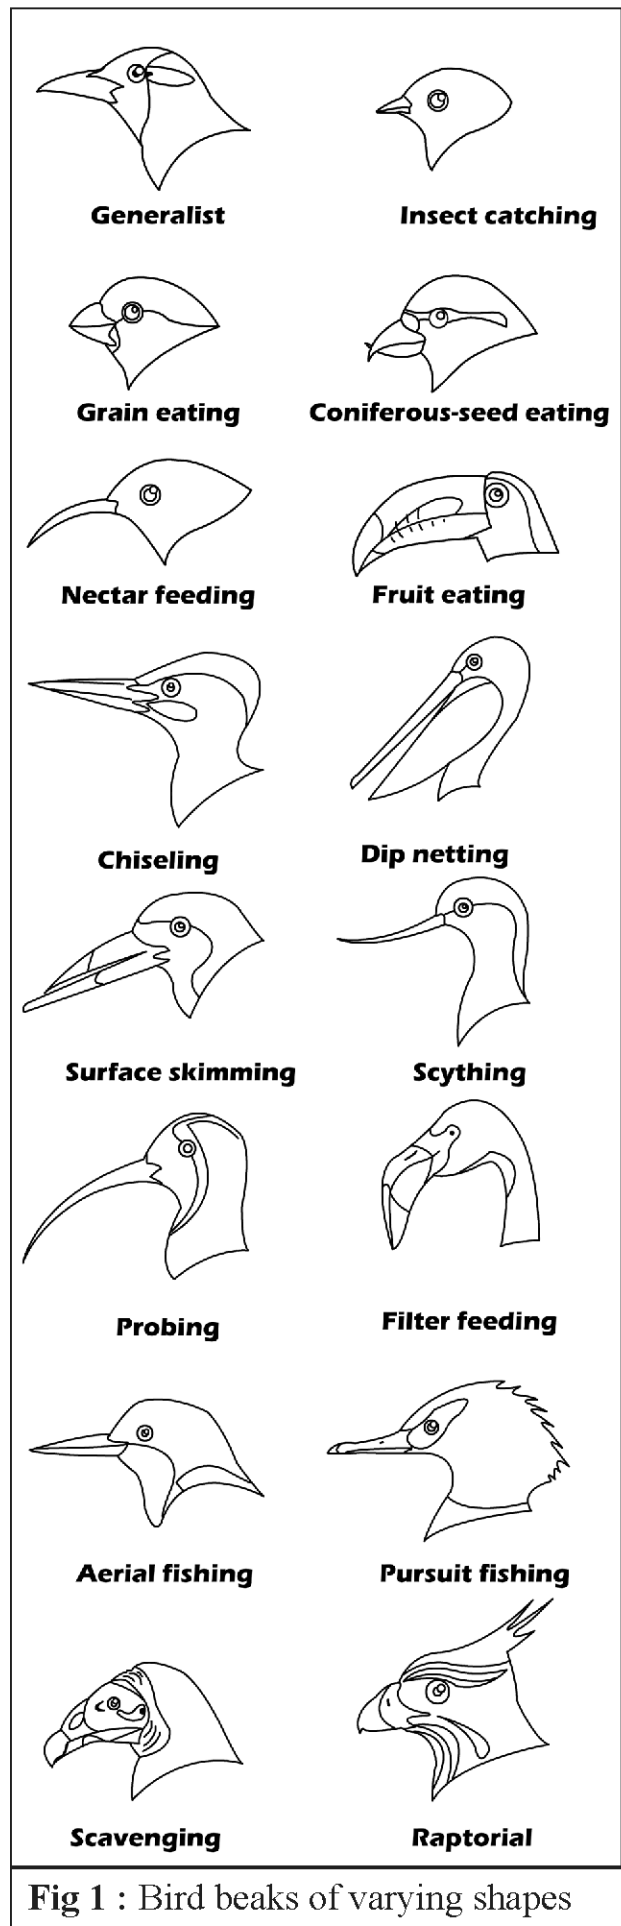 Generalist
Insect catching
Grain eating
Coniferous-seed eating
Nectar feeding
Fruit eating
Chiseling
Dip netting
Surface skimming
Scything
Probing
Filter feeding
Aerial fishing
Pursuit fishing
Scavenging
Raptorial
Fig 1 : Bird beaks of varying shapes